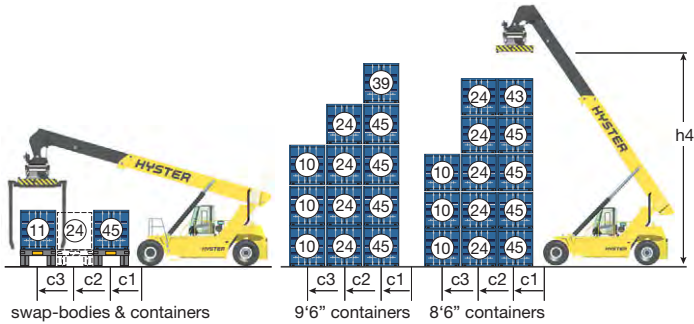 39
24 43
24 45
HYSTER
h4
24 45
HYSTER
10 24 45
10 24 45
10 24 45
10 24 45
11 24 45
10 24 45
10 24 45
HYSTER
HYSTER
c3 c2 c1
c3 c2 c1
c3 c2 c1
swap-bodies & containers
9‘6” containers
8‘6” containers